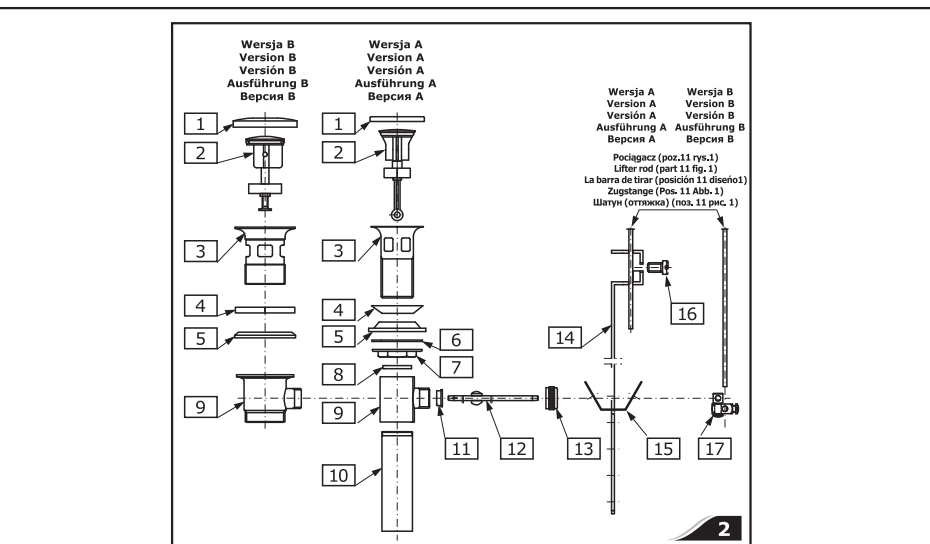 Wersja B
Version B
Versión B
Ausführung B
Версия B
Wersja A
Version A
Versión A
Ausführung A
Версия A
Wersja A
Version A
Versión A
Ausführung A
Версия A
Wersja B
Version B
Versión B
Ausführung B
Версия B
Pociągacz (poz.11 rys.1)
Lifter rod (part 11 fig. 1)
La barra de tirar (posición 11 diseńo1)
Zugstange (Pos. 11 Abb. 1)
Шатун (оттяжка) (поз. 11 рис. 1)
1
2
3
4
5
9
1
2
3
4
5
6
7
8
9
10
11
12
13
14
15
16
17
2